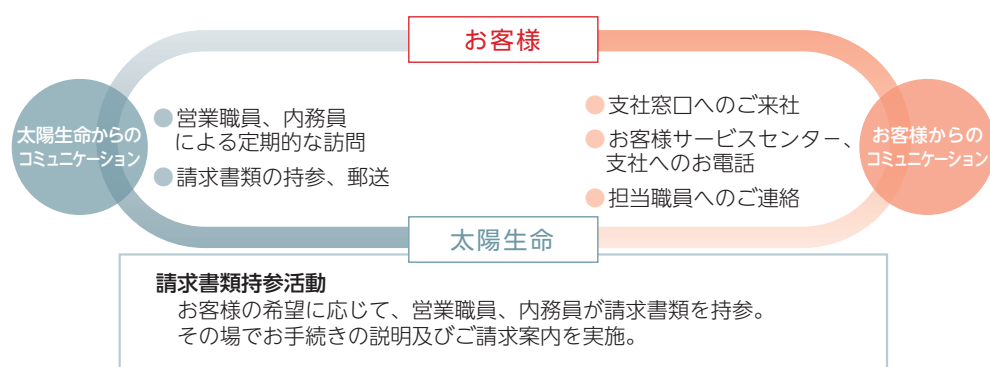 お客様
太陽生命からの
コミュニケーション
●営業職員、内務員
による定期的な訪問
●請求書類の持参、郵送
●支社窓口へのご来社
●お客様サービスセンター、
支社へのお電話
●担当職員へのご連絡
お客様からの
コミュニケーション
太陽生命
請求書類持参活動
お客様の希望に応じて、営業職員、内務員が請求書類を持参。
その場でお手続きの説明及びご請求案内を実施。